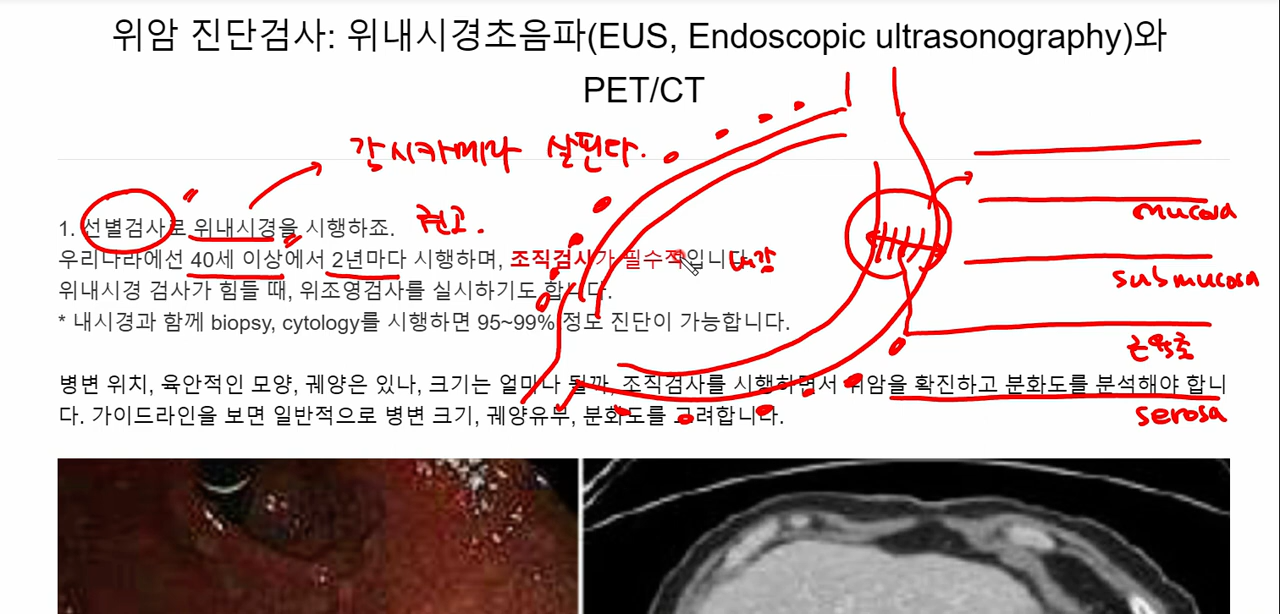 위암 진단검사: 위내시경초음파(EUS, Endoscopic ultrasonography)와
PET/CT
감시카메라 살핀다.
1. 선별검사로 위내시경을 시행하죠. 권고.
우리나라에선 40세 이상에서 2년마다 시행하며, 조직검사가 필수적입니다.
위내시경 검사가 힘들 때, 위조영검사를 실시하기도 합니다.
* 내시경과 함께 biopsy, cytology를 시행하면 95~99% 정도 진단이 가능합니다.
내강
mucosa
submucosa
근육층
serosa
병변 위치, 육안적인 모양, 궤양은 있나, 크기는 얼마나 될까, 조직검사를 시행하면서 위암을 확진하고 분화도를 분석해야 합니
다. 가이드라인을 보면 일반적으로 병변 크기, 궤양유무, 분화도를 고려합니다.